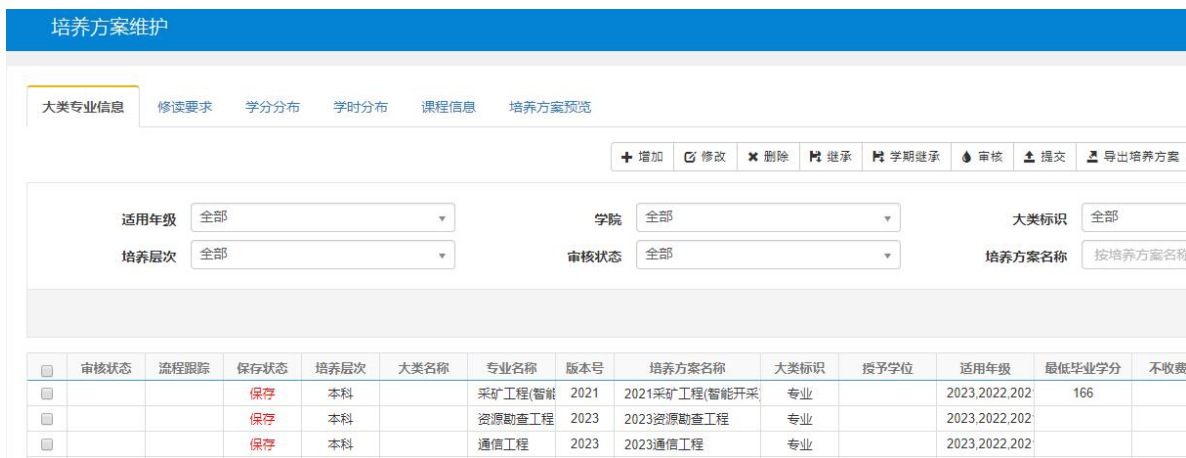 培养方案维护
大类专业信息 修读要求 学分分布 学时分布 课程信息 培养方案预览
增加 修改 删除 继承 学期继承 审核 提交 导出培养方案
适用年级 全部 学院 全部 大类标识 全部
培养层次 全部 审核状态 全部 培养方案名称 按培养方案名称
审核状态 流程跟踪 保存状态 培养层次 大类名称 专业名称 版本号 培养方案名称 大类标识 授予学位 适用年级 最低毕业学分 不收费
保存 本科 采矿工程(智能 2021 2021采矿工程(智能开采 专业 2023,2022,202 166
保存 本科 资源勘查工程 2023 2023资源勘查工程 专业 2023,2022,202
保存 本科 通信工程 2023 2023通信工程 专业 2023,2022,202